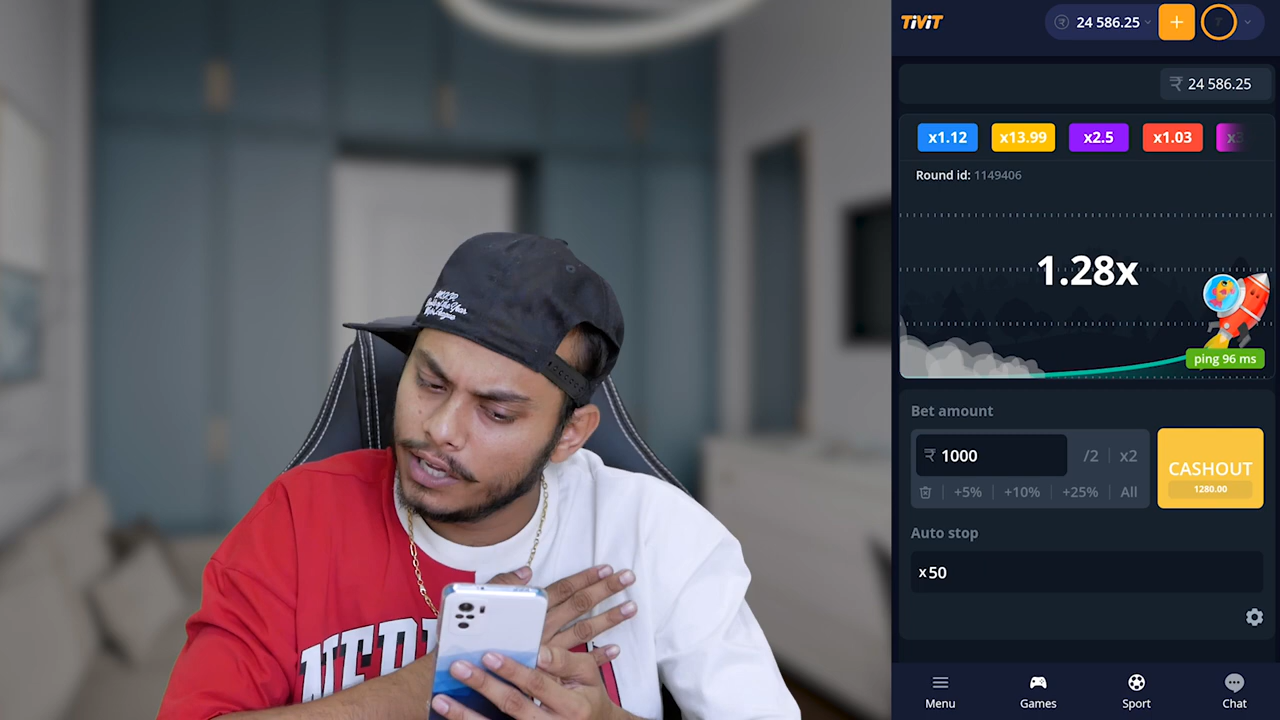 TiViT
₹ 24 586.25
+
₹ 24 586.25
x1.12
x13.99
x2.5
x1.03
Round id: 1149406
1.28x
ping 96 ms
Bet amount
₹ 1000
/2
x2
CASHOUT
1280.00
+5%
+10%
+25%
All
Auto stop
x50
Menu
Games
Sport
Chat